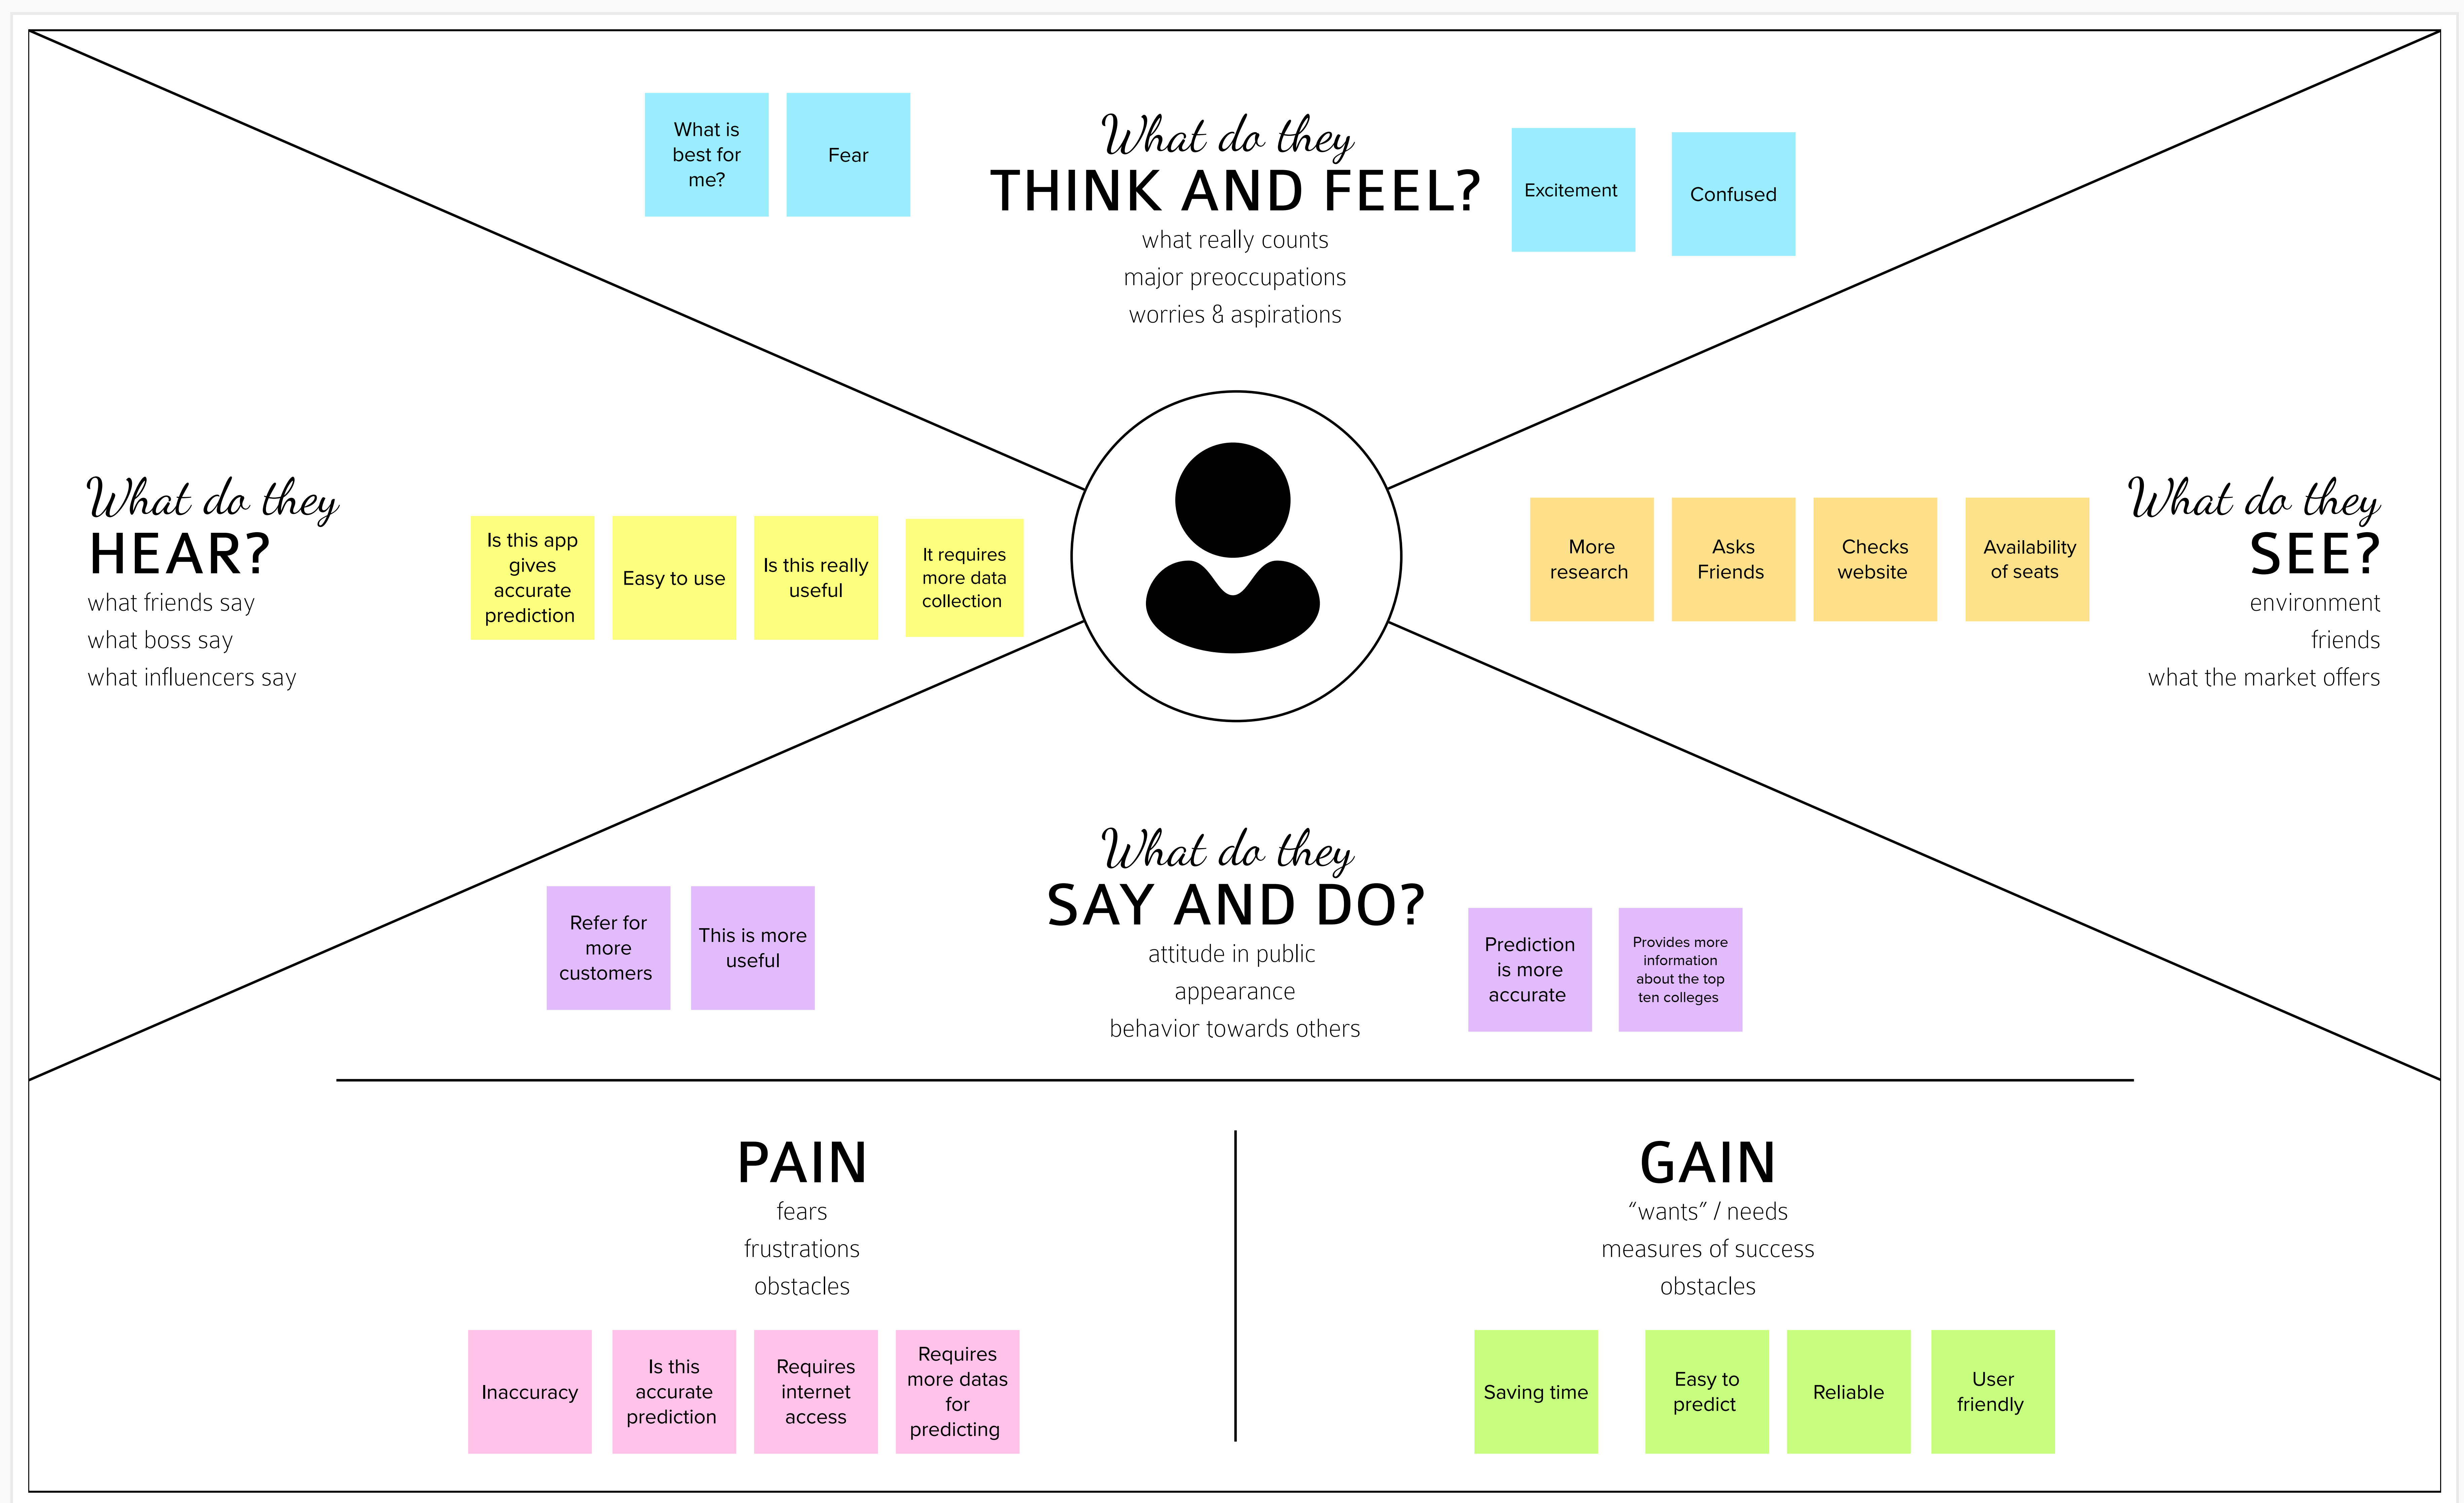 What is
best for
me?
Fear
What do they
THINK AND FEEL?
what really counts
major preoccupations
worries & aspirations
Excitement
Confused
What do they
HEAR?
what friends say
what boss say
what influencers say
Is this app
gives
accurate
prediction
Easy to use
Is this really
useful
It requires
more data
collection
More
research
Asks
Friends
Checks
website
Availability
of seats
What do they
SEE?
environment
friends
what the market offers
Refer for
more
customers
This is more
useful
What do they
SAY AND DO?
attitude in public
appearance
behavior towards others
Prediction
is more
accurate
Provides more
information
about the top
ten colleges
PAIN
fears
frustrations
obstacles
Inaccuracy
Is this
accurate
prediction
Requires
internet
access
Requires
more datas
for
predicting
GAIN
“wants” / needs
measures of success
obstacles
Saving time
Easy to
predict
Reliable
User
friendly